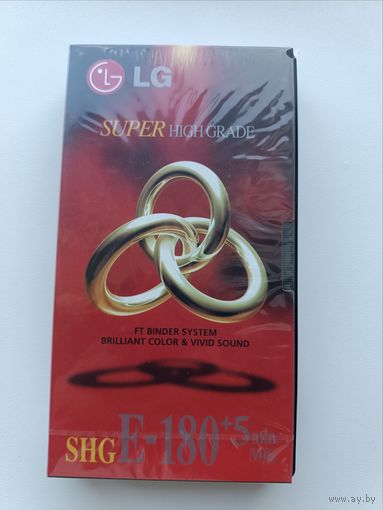 LG
SUPER HIGH GRADE
FT BINDER SYSTEM
BRILLIANT COLOR & VIVID SOUND
SHG E-180+5
www.ay.by